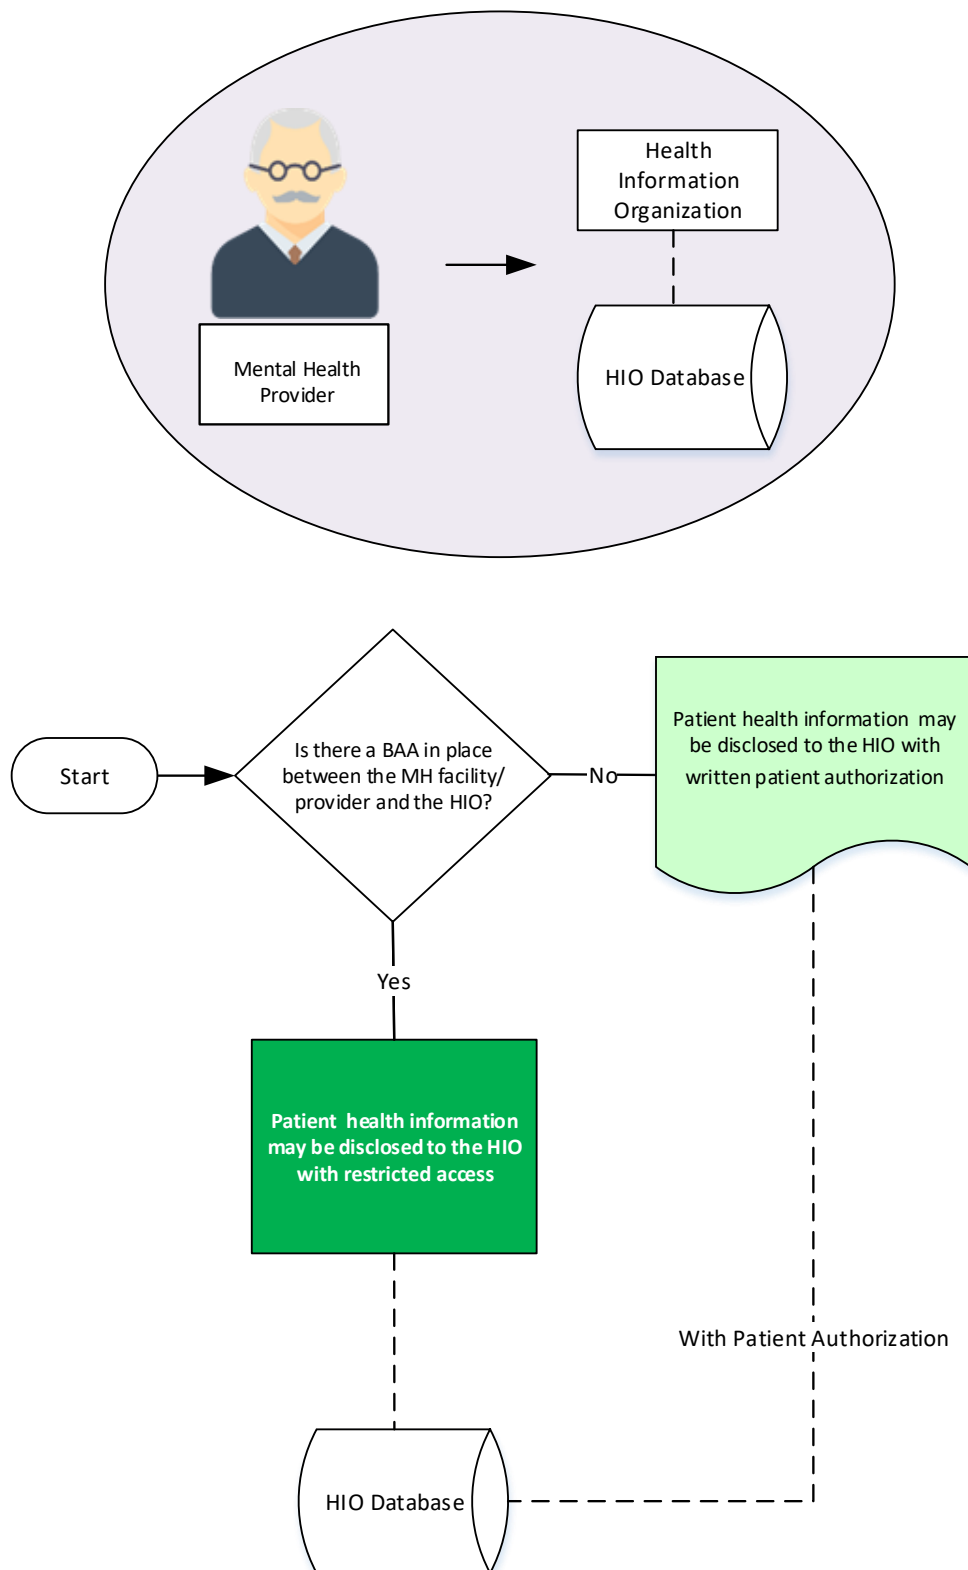 Health
Information
Organization
Mental Health
Provider
HIO Database
Start
Is there a BAA in place
between the MH facility/
provider and the HIO?
No
Patient health information may
be disclosed to the HIO with
written patient authorization
Yes
Patient health information
may be disclosed to the HIO
with restricted access
With Patient Authorization
HIO Database